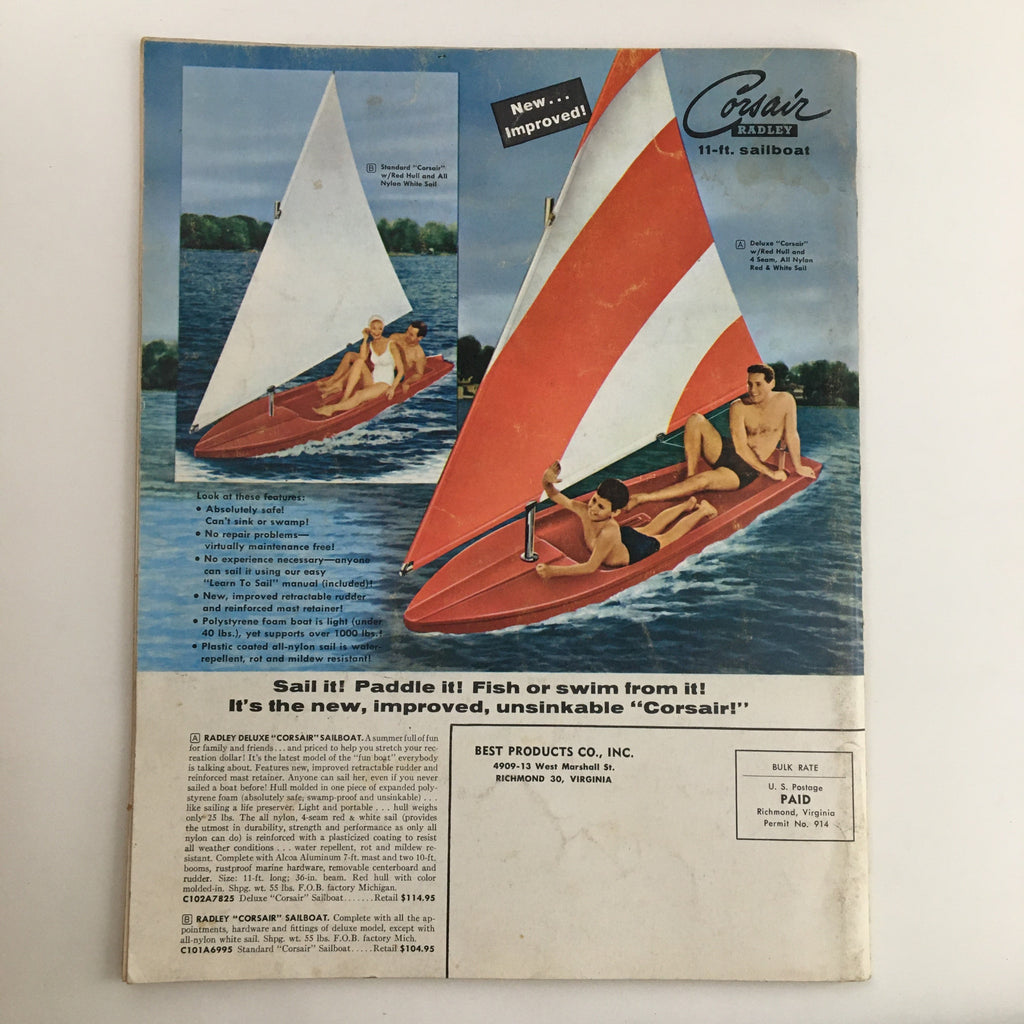 New...
Improved!
Corsair
RADLEY
11-ft. sailboat
B Standard "Corsair"
w/Red Hull and All
Nylon White Sail
A Deluxe "Corsair"
w/Red Hull and
4 Seam, All Nylon
Red & White Sail
Look at these features:
• Absolutely safe!
Can't sink or swamp!
• No repair problems—
virtually maintenance free!
• No experience necessary—anyone
can sail it using our easy
"Learn To Sail" manual (included)!
• New, improved retractable rudder
and reinforced mast retainer!
• Polystyrene foam boat is light (under
40 lbs.), yet supports over 1000 lbs.!
• Plastic coated all-nylon sail is water-
repellent, rot and mildew resistant!
Sail it! Paddle it! Fish or swim from it!
It's the new, improved, unsinkable "Corsair!"
A RADLEY DELUXE "CORSAIR" SAILBOAT. A summer full of fun
for family and friends . . . and priced to help you stretch your rec-
reation dollar! It's the latest model of the "fun boat" everybody
is talking about. Features new, improved retractable rudder and
reinforced mast retainer. Anyone can sail her, even if you never
sailed a boat before! Hull molded in one piece of expanded poly-
styrene foam (absolutely safe, swamp-proof and unsinkable) . . .
like sailing a life preserver. Light and portable . . . hull weighs
only 25 lbs. The all nylon, 4-seam red & white sail (provides
the utmost in durability, strength and performance as only all
nylon can do) is reinforced with a plasticized coating to resist
all weather conditions . . . water repellent, rot and mildew re-
sistant. Complete with Alcoa Aluminum 7-ft. mast and two 10-ft.
booms, rustproof marine hardware, removable centerboard and
rudder. Size: 11-ft. long; 36-in. beam. Red hull with color
molded-in. Shpg. wt. 55 lbs. F.O.B. factory Michigan.
C102A7825 Deluxe "Corsair" Sailboat.......Retail $114.95
B RADLEY "CORSAIR" SAILBOAT. Complete with all the ap-
pointments, hardware and fittings of deluxe model, except with
all-nylon white sail. Shpg. wt. 55 lbs. F.O.B. factory Mich.
C101A6995 Standard "Corsair" Sailboat.....Retail $104.95
BEST PRODUCTS CO., INC.
4909-13 West Marshall St.
RICHMOND 30, VIRGINIA
BULK RATE
U. S. Postage
PAID
Richmond, Virginia
Permit No. 914